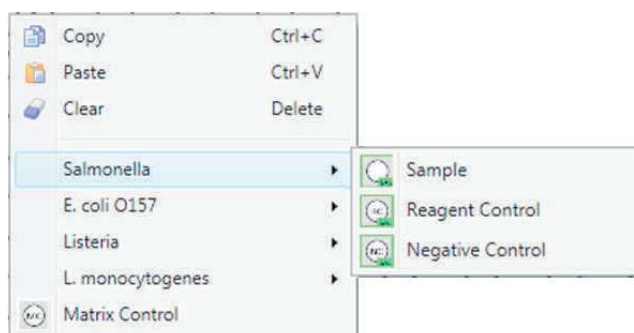 Copy Ctrl+C
Paste Ctrl+V
Clear Delete
Salmonella
E. coli O157
Listeria
L. monocytogenes
Matrix Control
Sample
Reagent Control
Negative Control